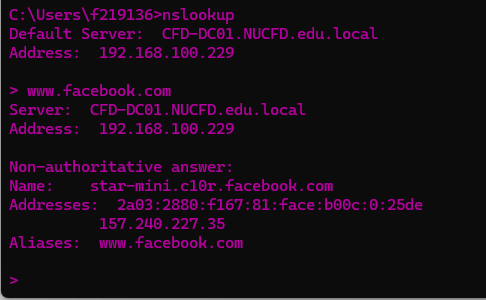 C:\Users\f219136>nslookup
Default Server:  CFD-DC01.NUCFD.edu.local
Address:  192.168.100.229
> www.facebook.com
Server:  CFD-DC01.NUCFD.edu.local
Address:  192.168.100.229
Non-authoritative answer:
Name:    star-mini.c10r.facebook.com
Addresses:  2a03:2880:f167:81:face:b00c:0:25de
          157.240.227.35
Aliases:  www.facebook.com
>